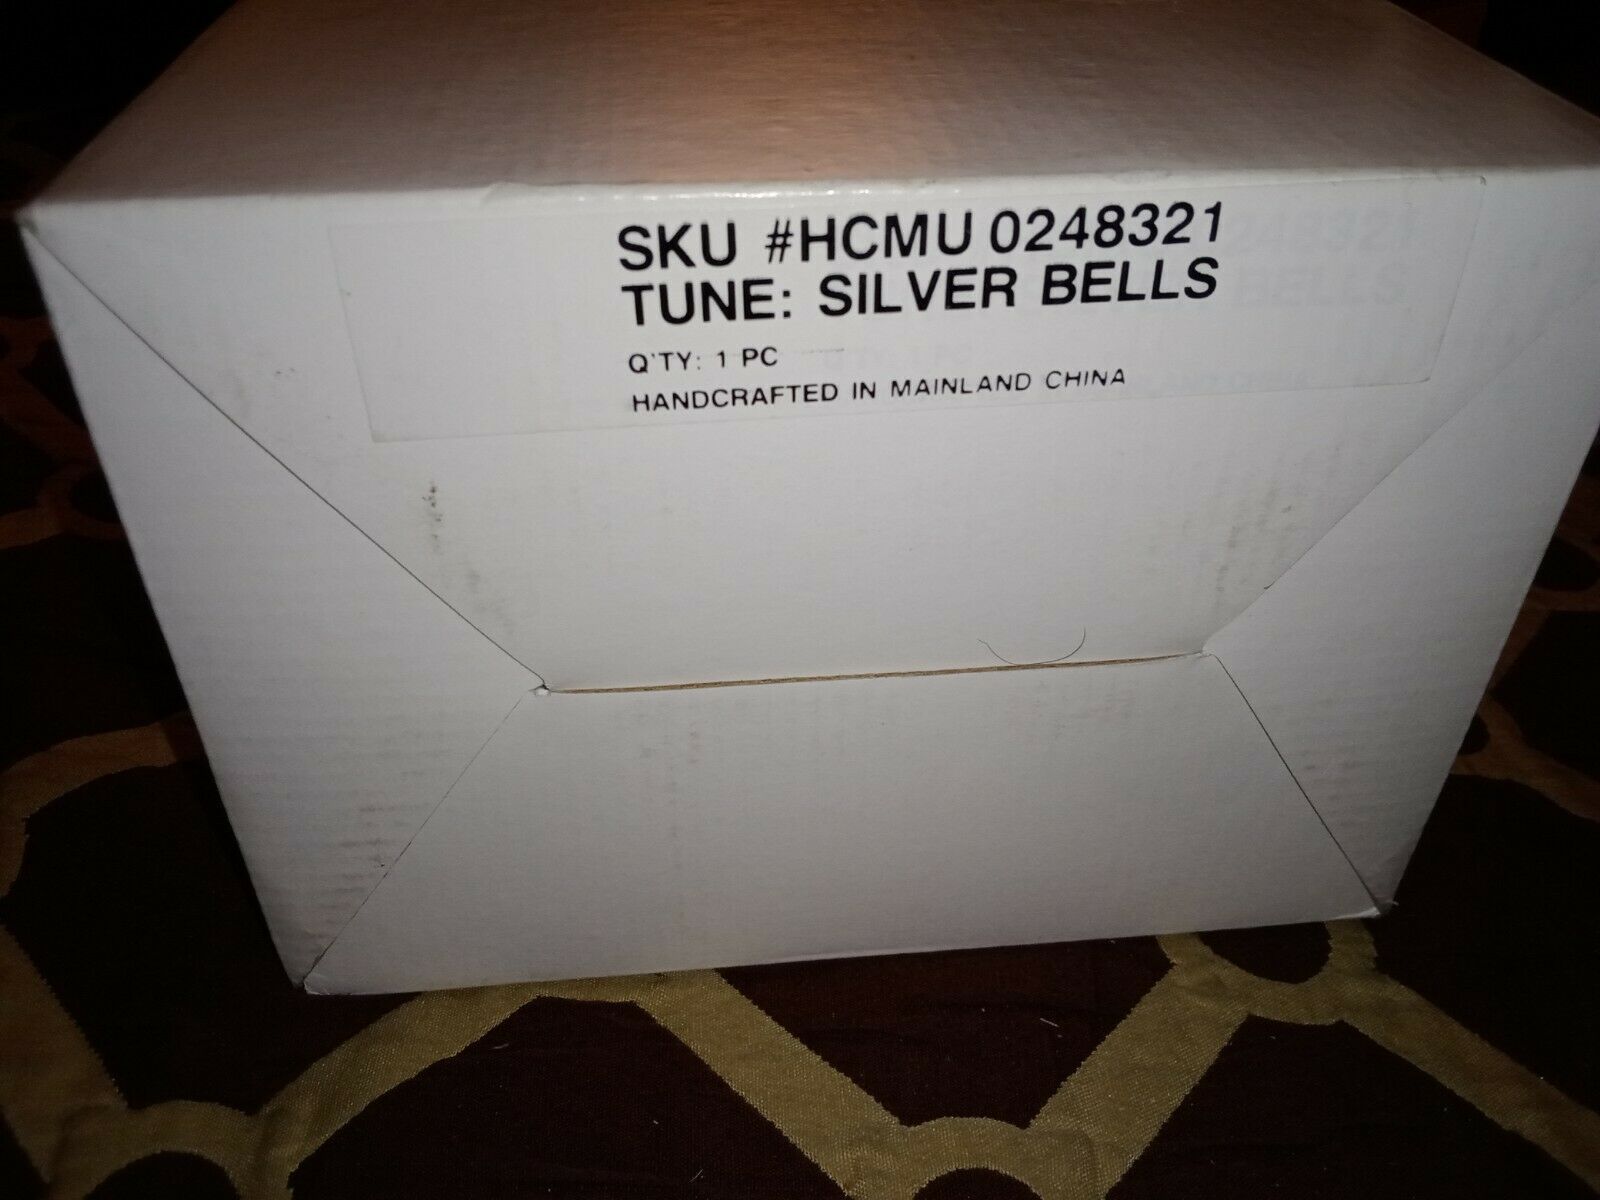 SKU #HCMU 0248321
TUNE: SILVER BELLS
Q'TY: 1 PC
HANDCRAFTED IN MAINLAND CHINA